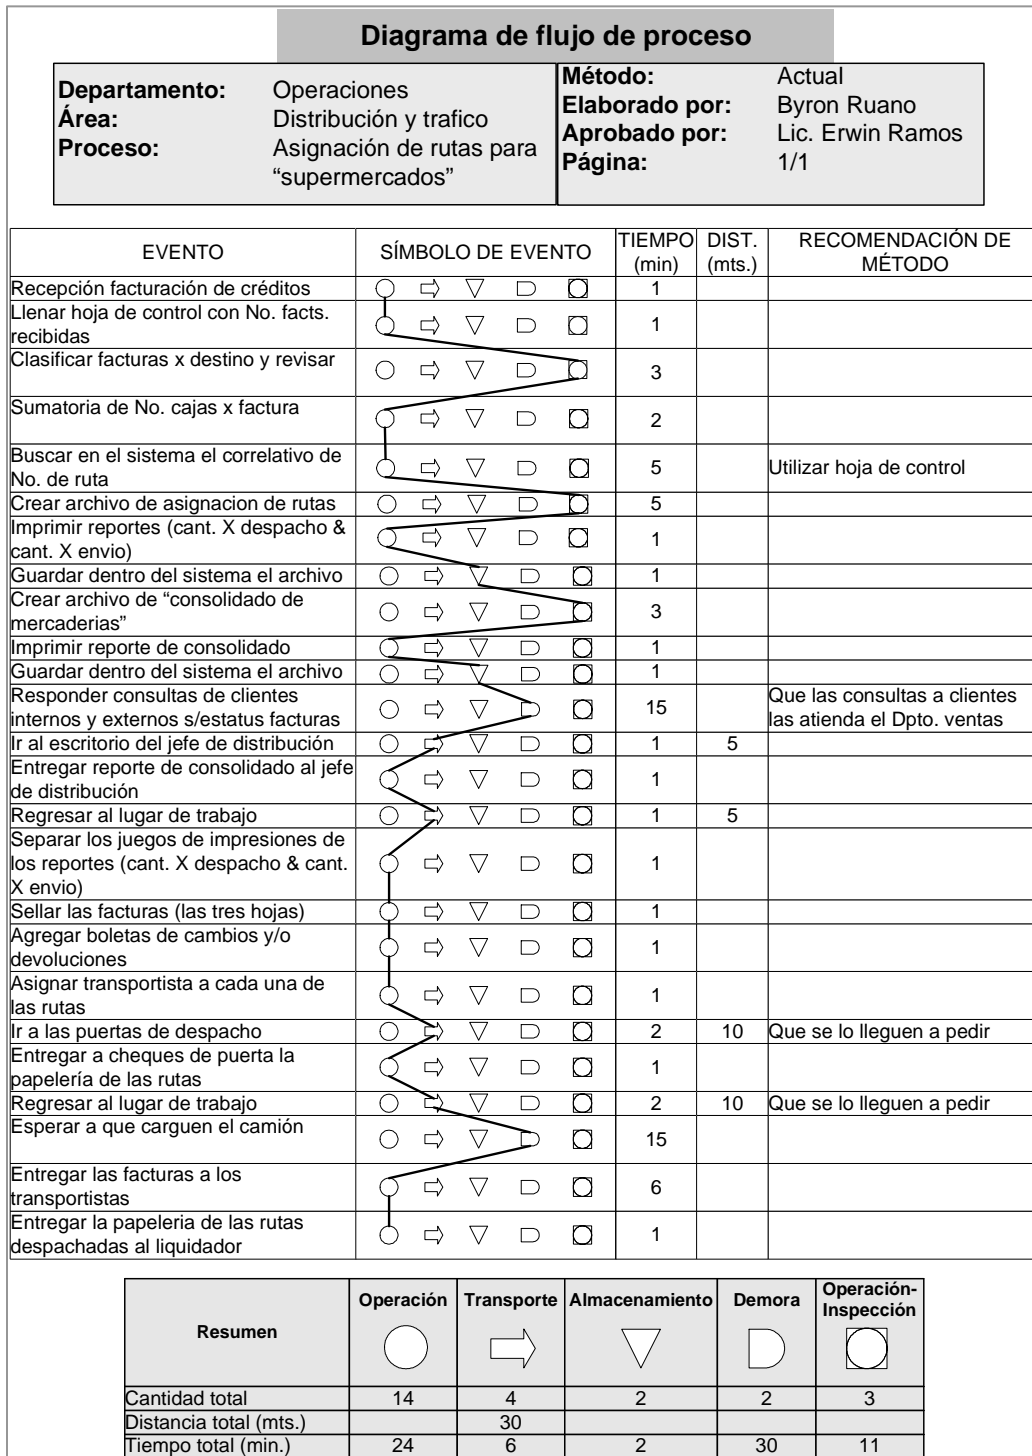 Diagrama de flujo de proceso
Departamento: Operaciones
Área: Distribución y trafico
Proceso: Asignación de rutas para
“supermercados”
Método: Actual
Elaborado por: Byron Ruano
Aprobado por: Lic. Erwin Ramos
Página: 1/1
EVENTO SÍMBOLO DE EVENTO TIEMPO (min) DIST. (mts.) RECOMENDACIÓN DE MÉTODO
Recepción facturación de créditos 1
Llenar hoja de control con No. facts.
recibidas 1
Clasificar facturas x destino y revisar 3
Sumatoria de No. cajas x factura 2
Buscar en el sistema el correlativo de
No. de ruta 5 Utilizar hoja de control
Crear archivo de asignacion de rutas 5
Imprimir reportes (cant. X despacho &
cant. X envio) 1
Guardar dentro del sistema el archivo 1
Crear archivo de “consolidado de
mercaderias” 3
Imprimir reporte de consolidado 1
Guardar dentro del sistema el archivo 1
Responder consultas de clientes
internos y externos s/estatus facturas 15 Que las consultas a clientes
las atienda el Dpto. ventas
Ir al escritorio del jefe de distribución 1 5
Entregar reporte de consolidado al jefe
de distribución 1
Regresar al lugar de trabajo 1 5
Separar los juegos de impresiones de
los reportes (cant. X despacho & cant.
X envio) 1
Sellar las facturas (las tres hojas) 1
Agregar boletas de cambios y/o
devoluciones 1
Asignar transportista a cada una de
las rutas 1
Ir a las puertas de despacho 2 10 Que se lo lleguen a pedir
Entregar a cheques de puerta la
papelería de las rutas 1
Regresar al lugar de trabajo 2 10 Que se lo lleguen a pedir
Esperar a que carguen el camión 15
Entregar las facturas a los
transportistas 6
Entregar la papeleria de las rutas
despachadas al liquidador 1
Resumen Operación Transporte Almacenamiento Demora Operación-
Inspección
Cantidad total 14 4 2 2 3
Distancia total (mts.) 30
Tiempo total (min.) 24 6 2 30 11